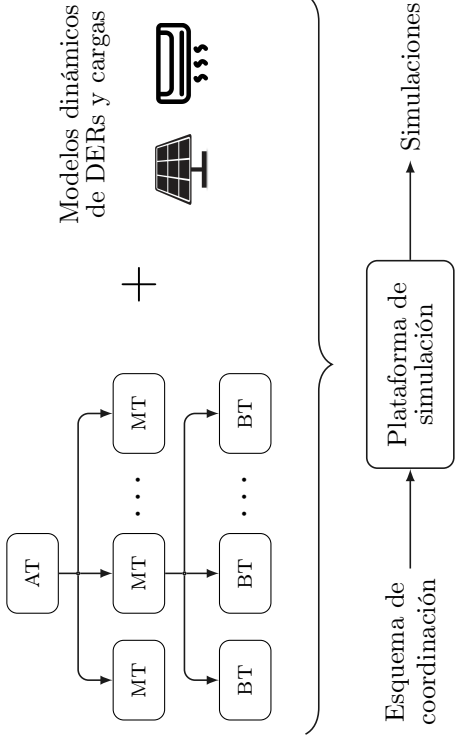 AT
MT
MT
...
MT
BT
BT
...
BT
+
Modelos dinámicos
de DERs y cargas
Esquema de
coordinación
Plataforma de
simulación
Simulaciones